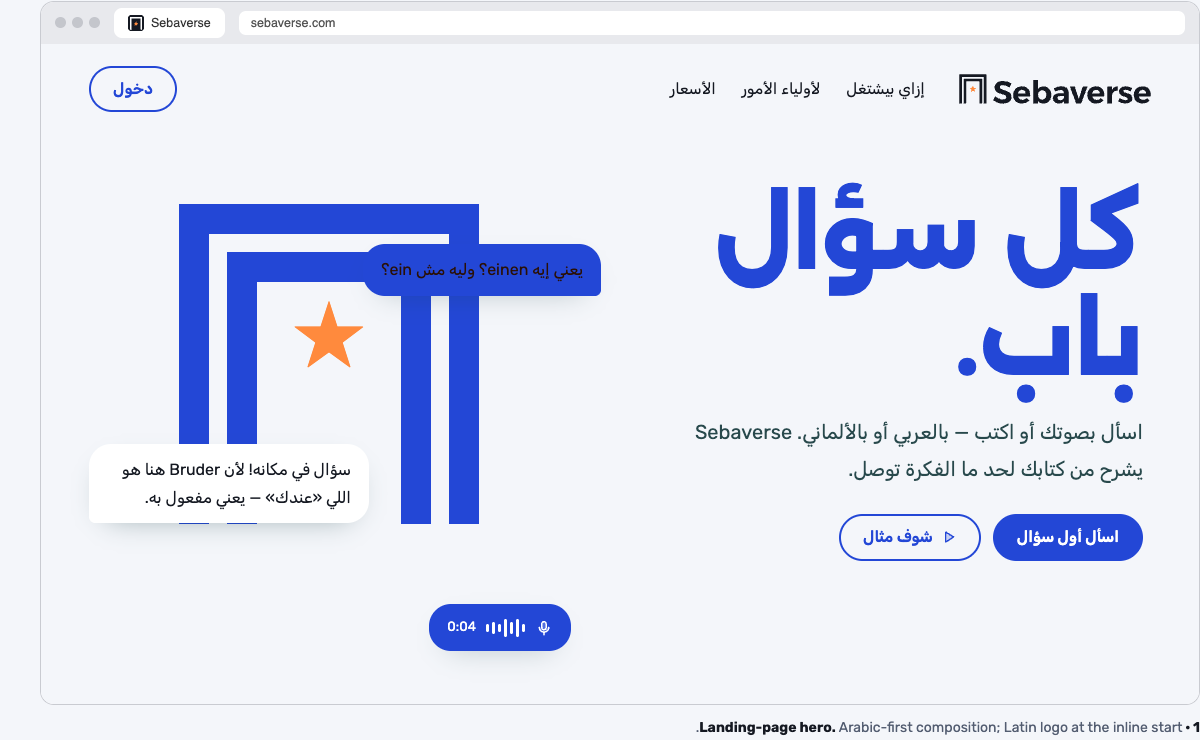 Sebaverse
sebaverse.com
Sebaverse
إزاي بيشتغل
لأولياء الأمور
الأسعار
دخول
كل سؤال
باب.
اسأل بصوتك أو اكتب — بالعربي أو بالألماني. Sebaverse
يشرح من كتابك لحد ما الفكرة توصل.
اسأل أول سؤال
شوف مثال
يعني إيه einen؟ وليه مش ein؟
سؤال في مكانه! لأن Bruder هنا هو
اللي «عندك» — يعني مفعول به.
0:04
1 • Landing-page hero. Arabic-first composition; Latin logo at the inline start.